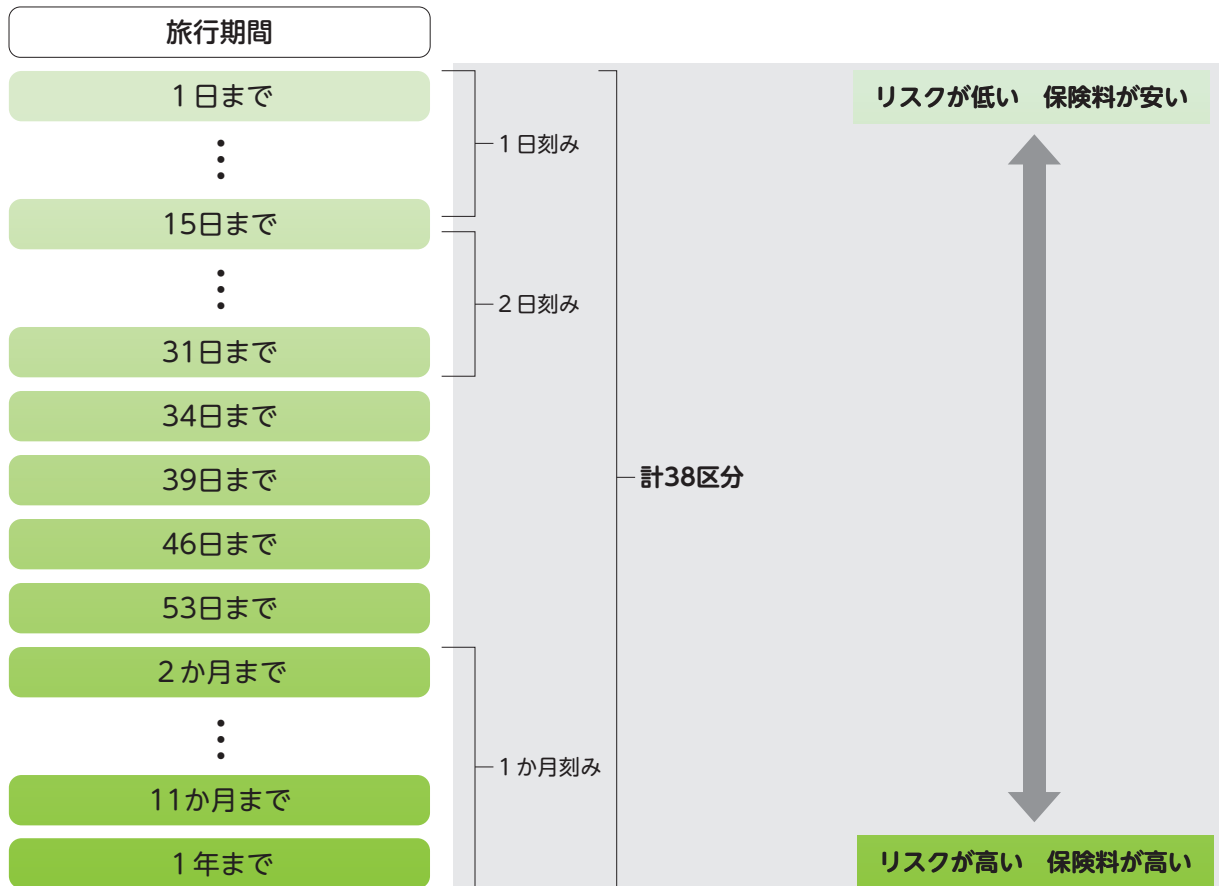 旅行期間
1日まで
リスクが低い　保険料が安い
1日刻み
15日まで
2日刻み
31日まで
34日まで
39日まで
計38区分
46日まで
53日まで
2か月まで
1か月刻み
11か月まで
1年まで
リスクが高い　保険料が高い